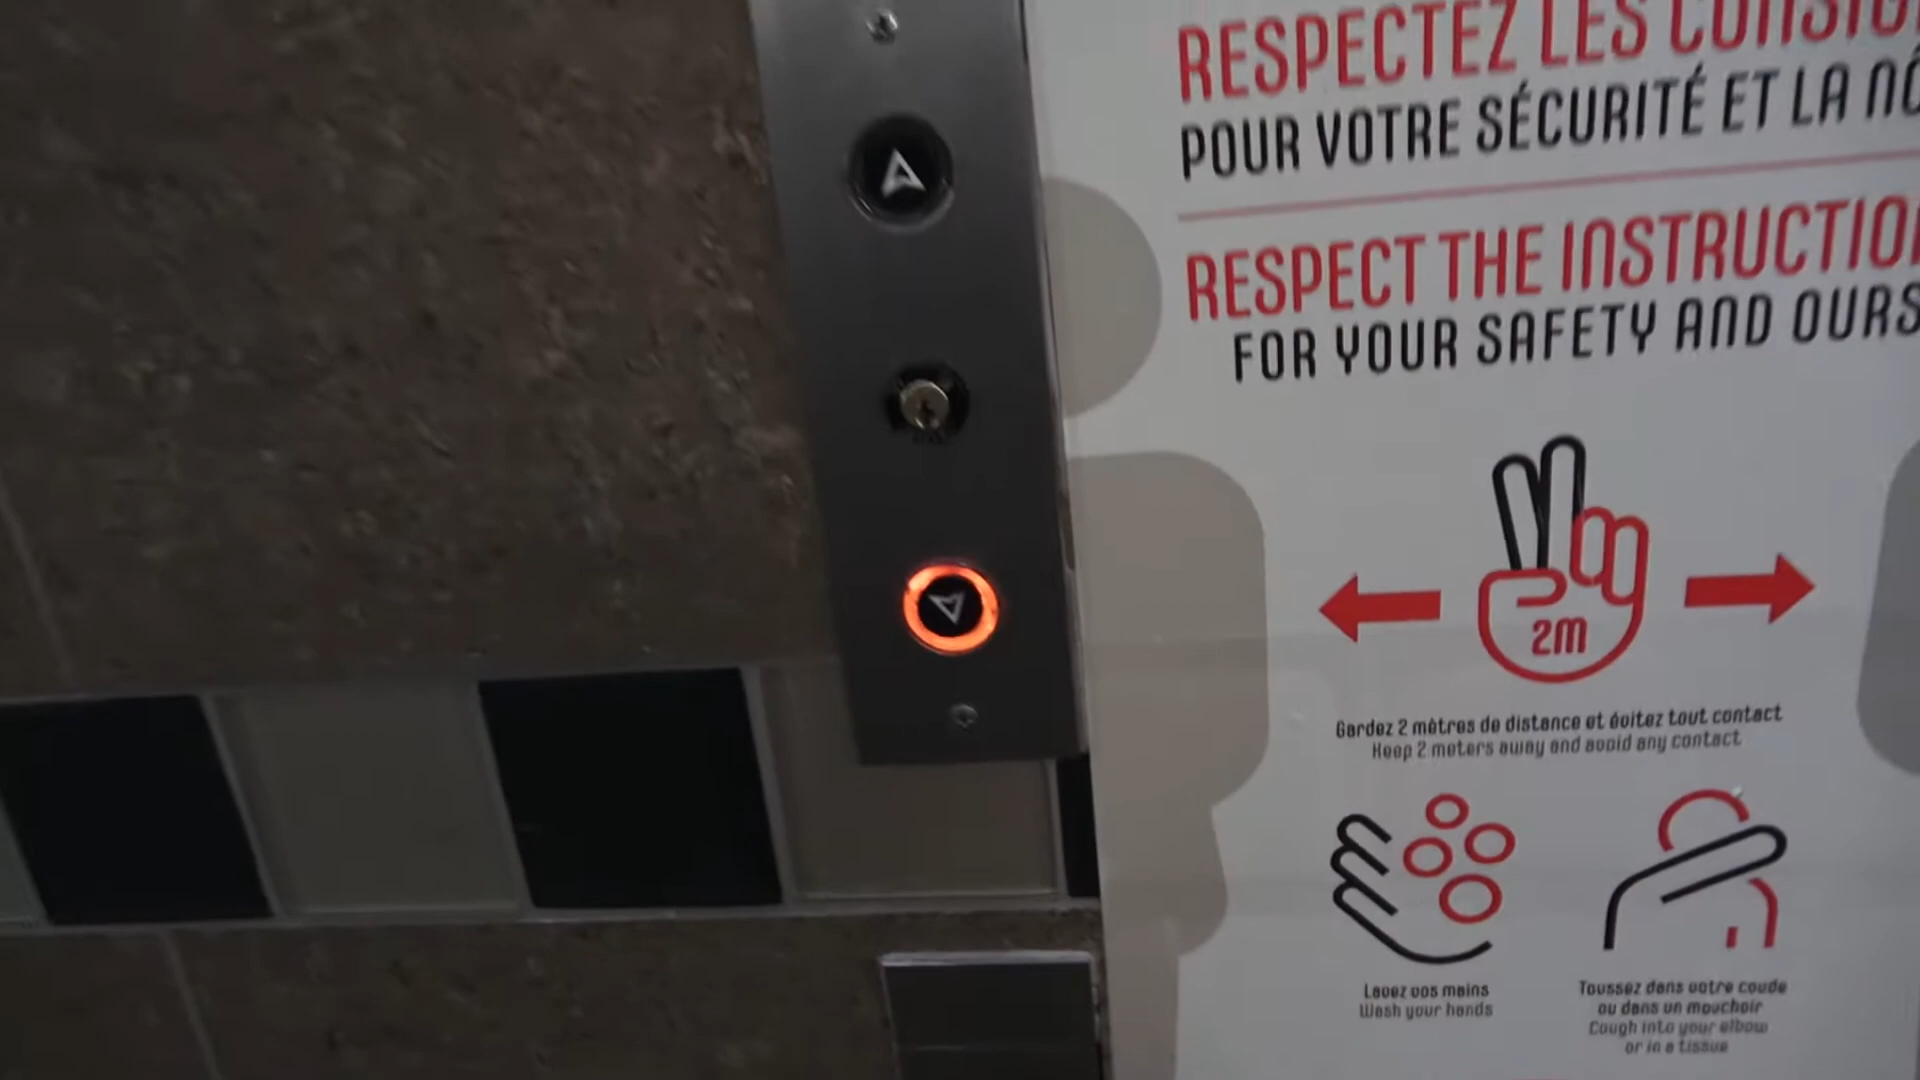 RESPECTEZ LES
POUR VOTRE SÉCURITÉ ET LA
RESPECT THE
FOR YOUR SAFETY AND OURS
2M
Gardez 2 mètres de distance et évitez tout contact
Keep 2 meters away and avoid any contact
Lavez vos mains
Wash your hands
Toussez dans votre coude
ou dans un mouchoir
Cough into your elbow
or in a tissue